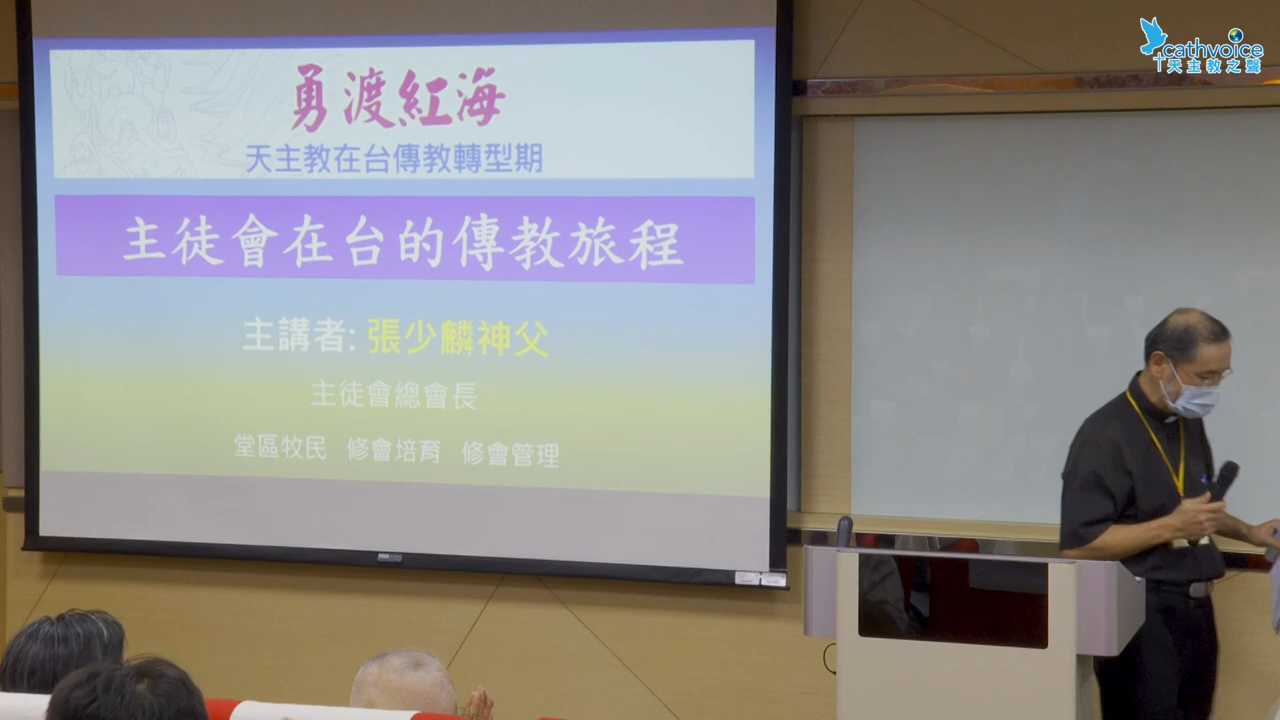 勇渡紅海
天主教在台傳教轉型期
主徒會在台的傳教旅程
主講者: 張少麟神父
主徒會總會長
堂區牧民 修會培育 修會管理
cathvoice
天主教之聲